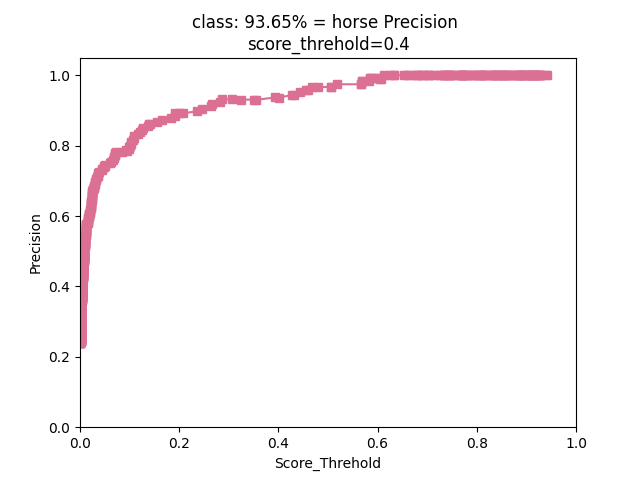 class: 93.65% = horse Precision
score_threhold=0.4
1.0
0.8
0.6
0.4
0.2
0.0
Precision
0.0 0.2 0.4 0.6 0.8 1.0
Score_Threhold